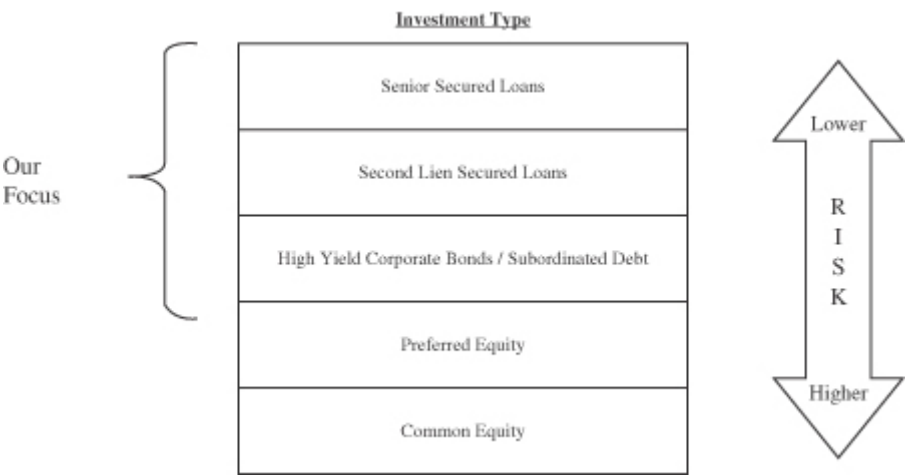 Investment Type
Senior Secured Loans
Lower
Second Lien Secured Loans
Our
Focus
R
I
S
K
High Yield Corporate Bonds / Subordinated Debt
Preferred Equity
Higher
Common Equity